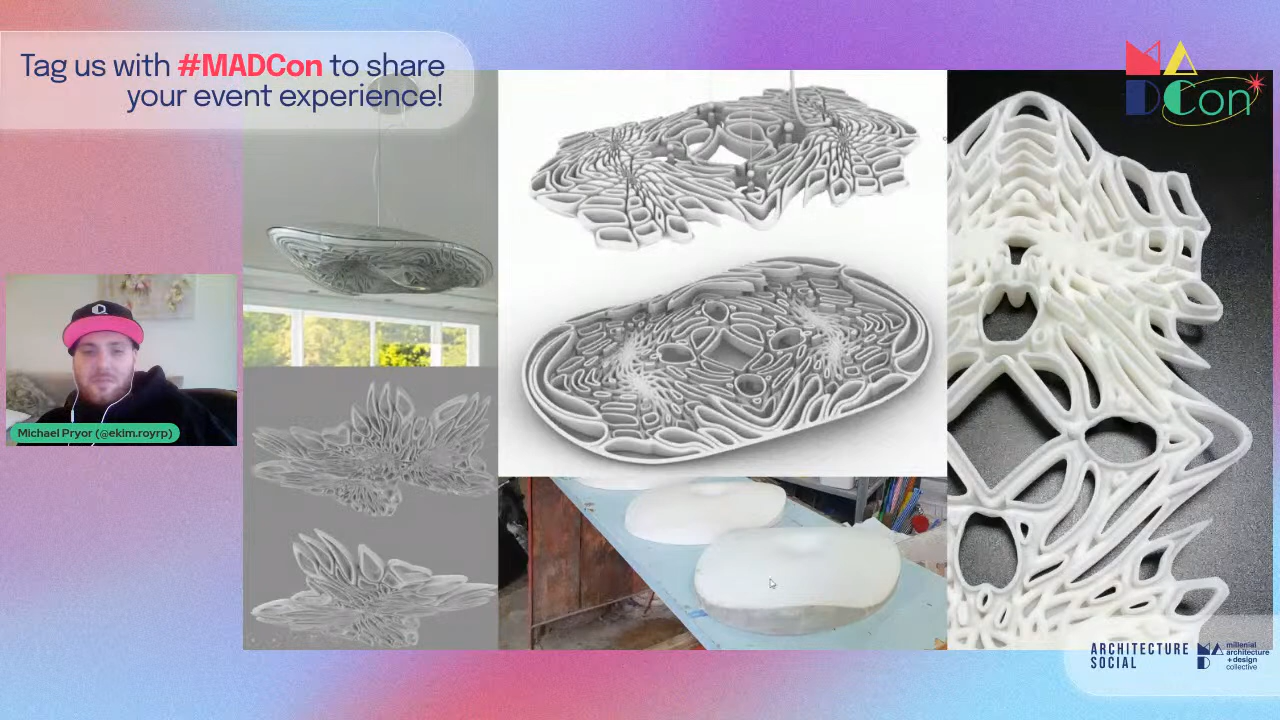 Tag us with #MADCon to share
your event experience!
MA
DCon
Michael Pryor (@ekim.royrp)
ARCHITECTURE
SOCIAL
MA
D
millenial
architecture
+design
collective